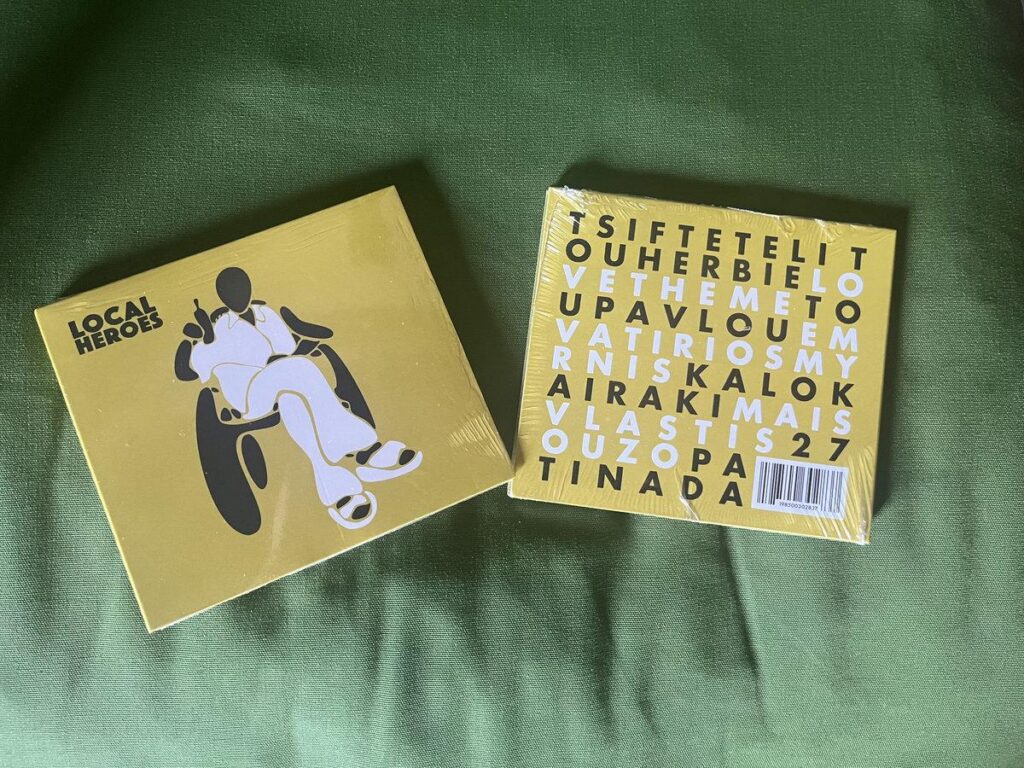 LOCAL
HEROES
TSIFTETELIT
OUHERBIELO
VETHEMETO
UPAVLOUEM
VATIRIOSMY
RNISKALOK
AIRAKIMAIS
VLASTIS27
OUZOPA
TINADA